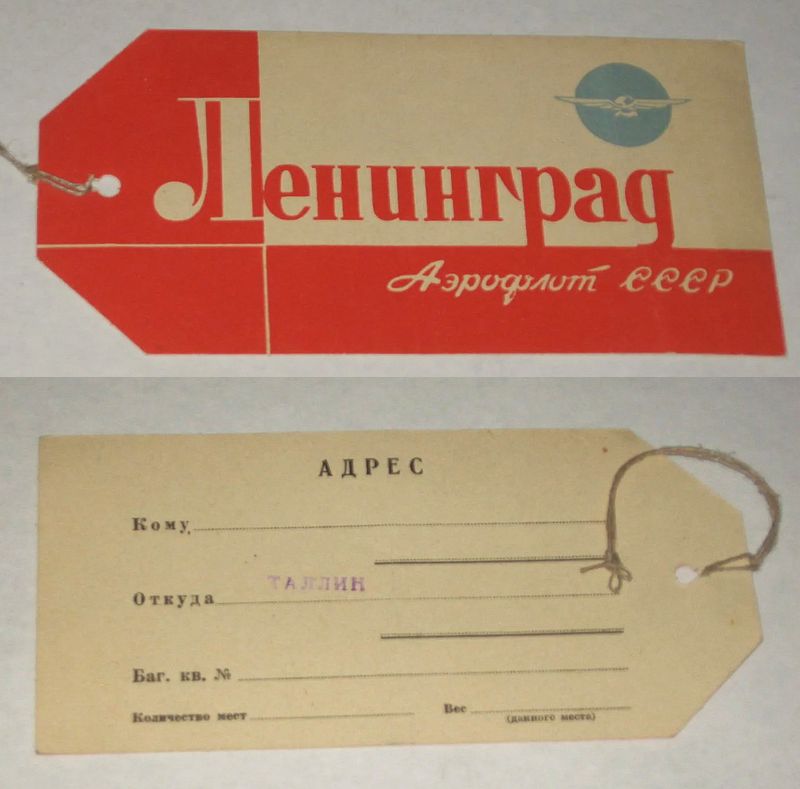 Ленинград
Аэрофлот СССР
АДРЕС
Кому
ТАЛЛИН
Откуда
Баг. кв. №
Количество мест
Вес
(данного места)